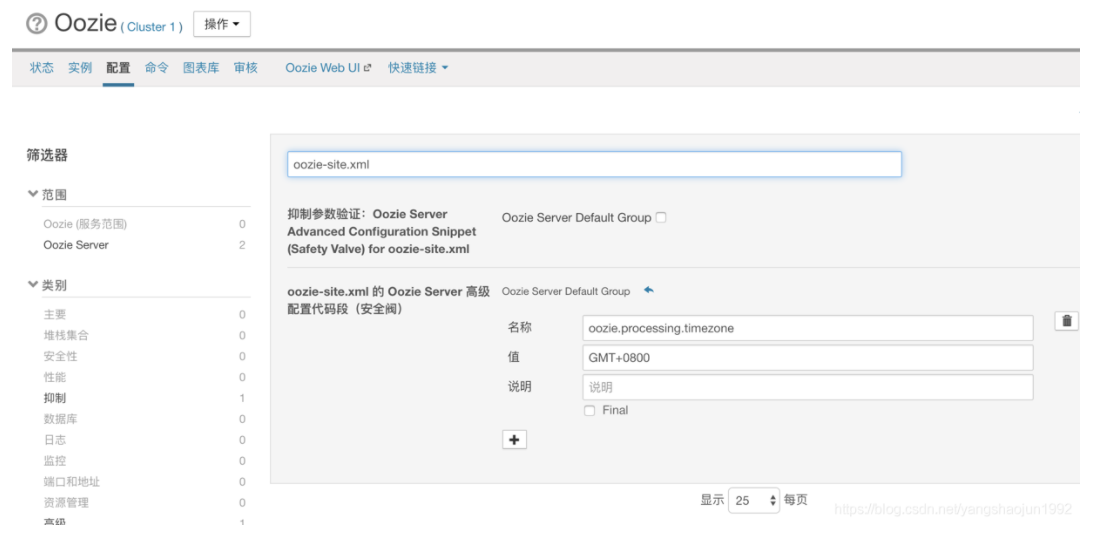 Oozie ( Cluster 1 ) 操作
状态 实例 配置 命令 图表库 审核 Oozie Web UI 快速链接
筛选器
范围
Oozie (服务范围) 0
Oozie Server 2
类别
主要 0
堆栈集合 0
安全性 0
性能 0
抑制 1
数据库 0
日志 0
监控 0
端口和地址 0
资源管理 0
高级 1
oozie-site.xml
抑制参数验证：Oozie Server
Advanced Configuration Snippet
(Safety Valve) for oozie-site.xml
Oozie Server Default Group
oozie-site.xml 的 Oozie Server 高级
配置代码段（安全阀）
Oozie Server Default Group
名称 oozie.processing.timezone
值 GMT+0800
说明 说明
Final
显示 25 每页
https://blog.csdn.net/yangshaojun1992